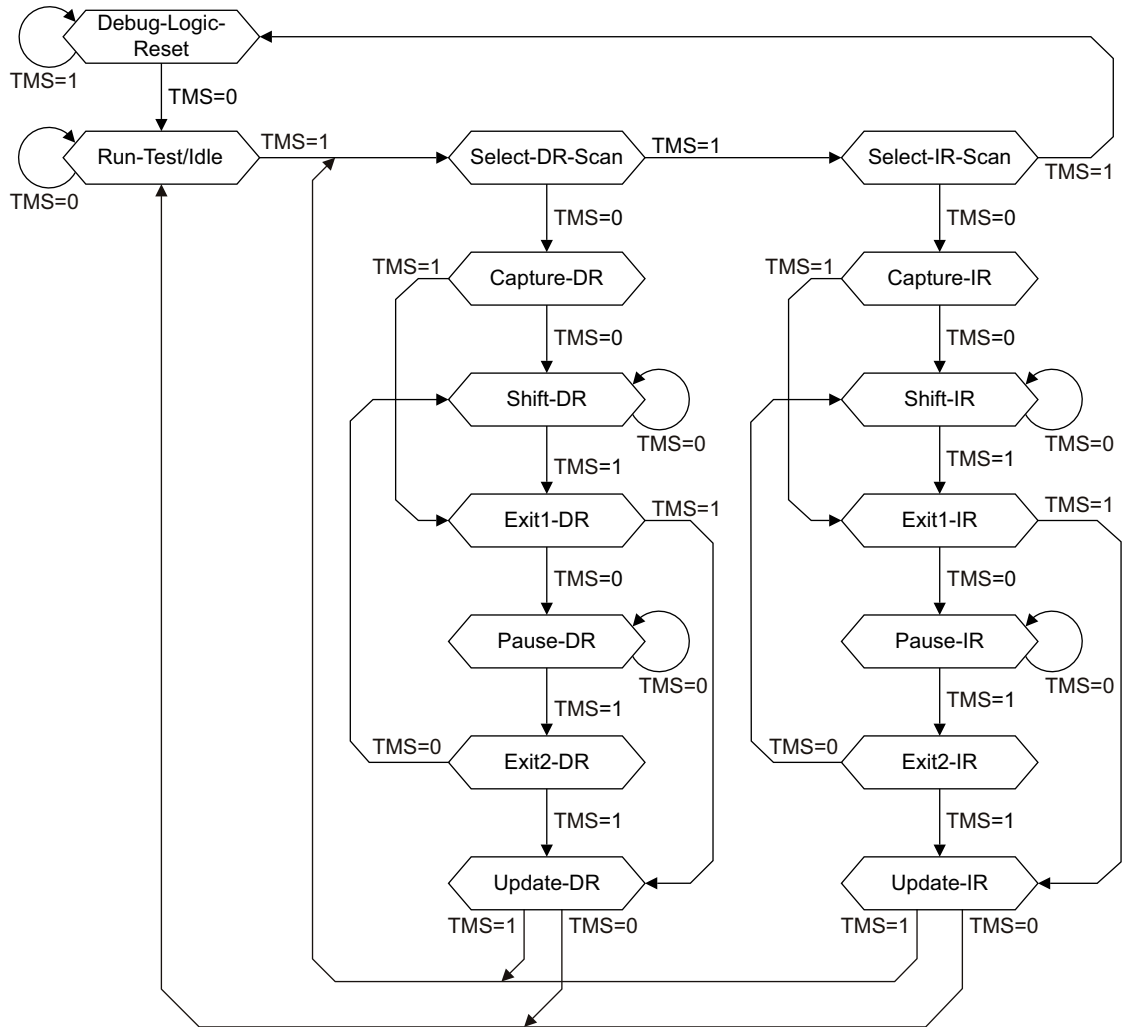 Debug-Logic-
Reset
TMS=1
TMS=0
Run-Test/Idle
TMS=1
Select-DR-Scan
TMS=1
Select-IR-Scan
TMS=1
TMS=0
TMS=0
TMS=0
TMS=1
Capture-DR
TMS=1
Capture-IR
TMS=0
TMS=0
Shift-DR
Shift-IR
TMS=0
TMS=0
TMS=1
TMS=1
Exit1-DR
TMS=1
Exit1-IR
TMS=1
TMS=0
TMS=0
Pause-DR
Pause-IR
TMS=0
TMS=0
TMS=1
TMS=1
TMS=0
Exit2-DR
TMS=0
Exit2-IR
TMS=1
TMS=1
Update-DR
Update-IR
TMS=1
TMS=0
TMS=1
TMS=0